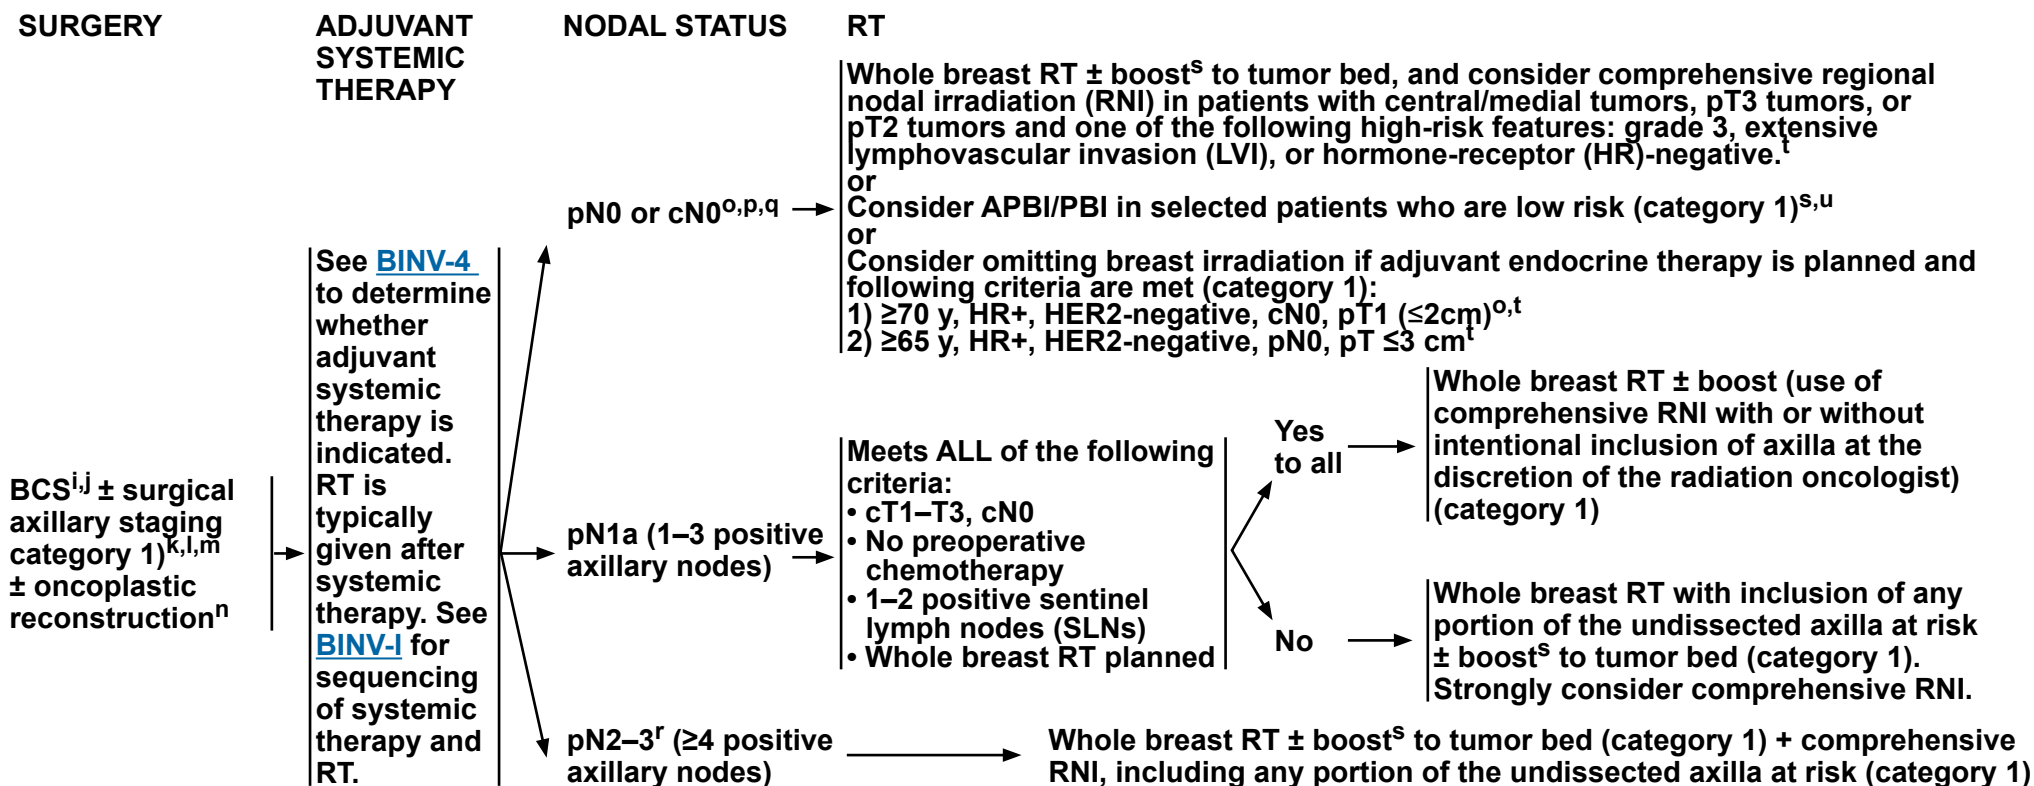 SURGERY
ADJUVANT
SYSTEMIC
THERAPY
NODAL STATUS
RT
BCSi,j ± surgical
axillary staging
category 1)k,l,m
± oncoplastic
reconstructionn
See BINV-4
to determine
whether
adjuvant
systemic
therapy is
indicated.
RT is
typically
given after
systemic
therapy. See
BINV-I for
sequencing
of systemic
therapy and
RT.
pN0 or cN0o,p,q
Whole breast RT ± boosts to tumor bed, and consider comprehensive regional
nodal irradiation (RNI) in patients with central/medial tumors, pT3 tumors, or
pT2 tumors and one of the following high-risk features: grade 3, extensive
lymphovascular invasion (LVI), or hormone-receptor (HR)-negative.t
or
Consider APBI/PBI in selected patients who are low risk (category 1)s,u
or
Consider omitting breast irradiation if adjuvant endocrine therapy is planned and
following criteria are met (category 1):
1) ≥70 y, HR+, HER2-negative, cN0, pT1 (≤2cm)o,t
2) ≥65 y, HR+, HER2-negative, pN0, pT ≤3 cmt
pN1a (1–3 positive
axillary nodes)
Meets ALL of the following
criteria:
• cT1–T3, cN0
• No preoperative
chemotherapy
• 1–2 positive sentinel
lymph nodes (SLNs)
• Whole breast RT planned
Yes
to all
Whole breast RT ± boost (use of
comprehensive RNI with or without
intentional inclusion of axilla at the
discretion of the radiation oncologist)
(category 1)
No
Whole breast RT with inclusion of any
portion of the undissected axilla at risk
± boosts to tumor bed (category 1).
Strongly consider comprehensive RNI.
pN2–3r (≥4 positive
axillary nodes)
Whole breast RT ± boosts to tumor bed (category 1) + comprehensive
RNI, including any portion of the undissected axilla at risk (category 1)